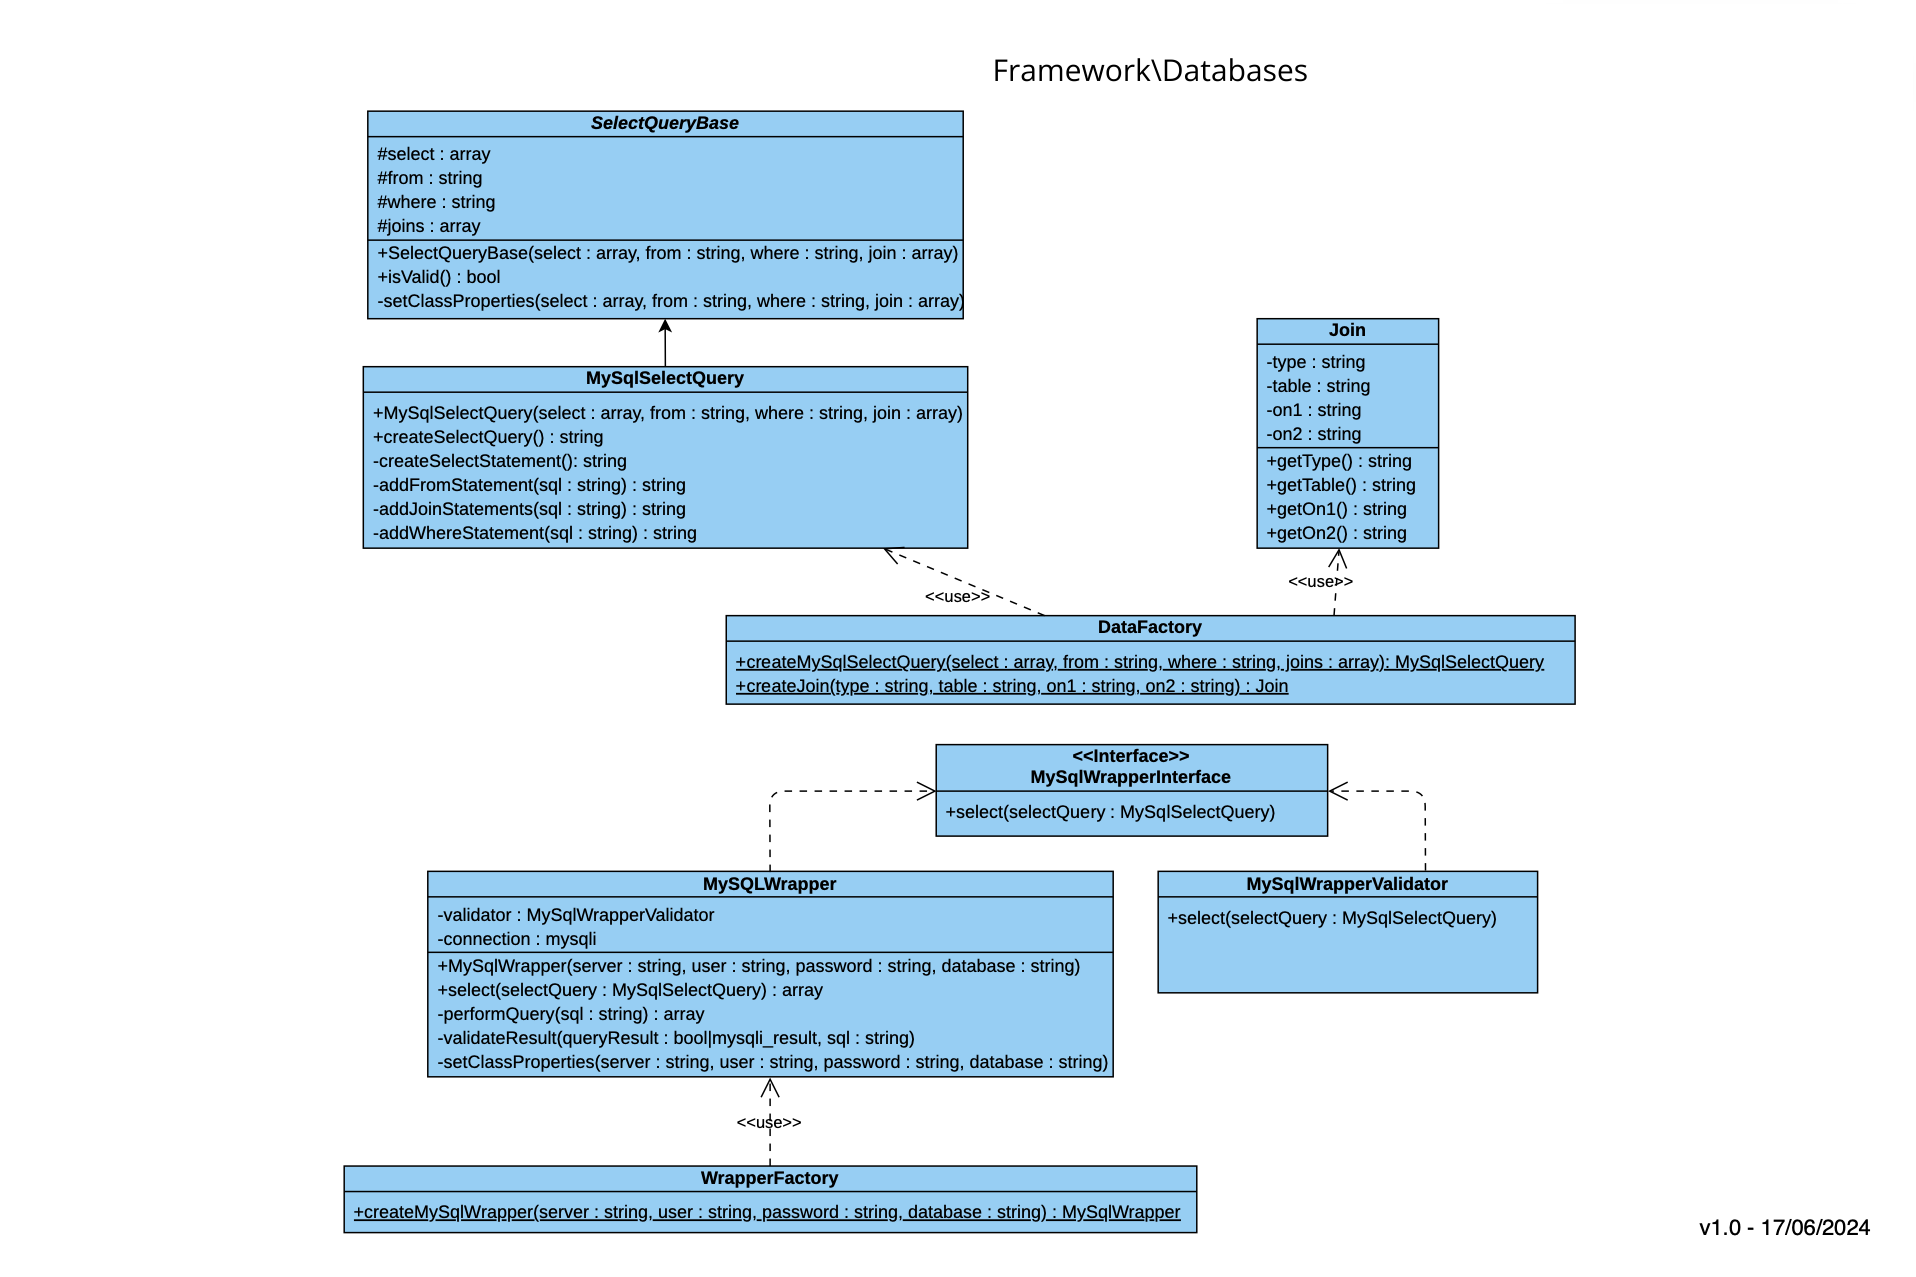 Framework\Databases
SelectQueryBase
#select : array
#from : string
#where : string
#joins : array
+SelectQueryBase(select : array, from : string, where : string, join : array)
+isValid() : bool
-setClassProperties(select : array, from : string, where : string, join : array)
MySqlSelectQuery
+MySqlSelectQuery(select : array, from : string, where : string, join : array)
+createSelectQuery() : string
-createSelectStatement(): string
-addFromStatement(sql : string) : string
-addJoinStatements(sql : string) : string
-addWhereStatement(sql : string) : string
Join
-type : string
-table : string
-on1 : string
-on2 : string
+getType() : string
+getTable() : string
+getOn1() : string
+getOn2() : string
<<use>>
<<use>>
DataFactory
+createMySqlSelectQuery(select : array, from : string, where : string, joins : array): MySqlSelectQuery
+createJoin(type : string, table : string, on1 : string, on2 : string) : Join
<<Interface>>
MySqlWrapperInterface
+select(selectQuery : MySqlSelectQuery)
MySQLWrapper
-validator : MySqlWrapperValidator
-connection : mysqli
+MySqlWrapper(server : string, user : string, password : string, database : string)
+select(selectQuery : MySqlSelectQuery) : array
-performQuery(sql : string) : array
-validateResult(queryResult : bool|mysqli_result, sql : string)
-setClassProperties(server : string, user : string, password : string, database : string)
MySqlWrapperValidator
+select(selectQuery : MySqlSelectQuery)
<<use>>
WrapperFactory
+createMySqlWrapper(server : string, user : string, password : string, database : string) : MySqlWrapper
v1.0 - 17/06/2024